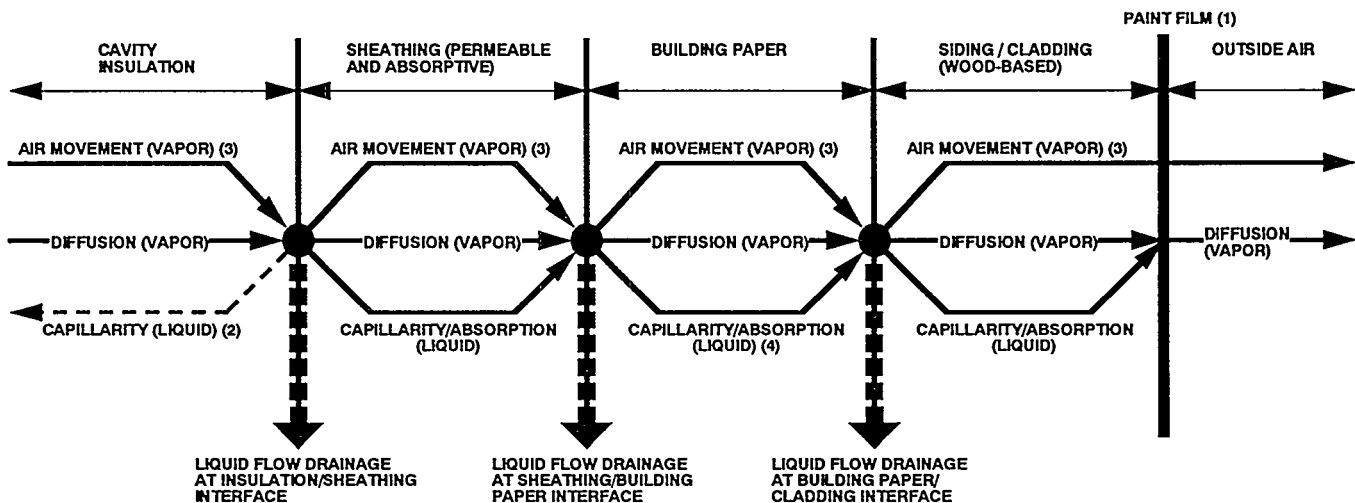 PAINT FILM (1)
CAVITY
INSULATION
SHEATHING (PERMEABLE
AND ABSORPTIVE)
BUILDING PAPER
SIDING / CLADDING
(WOOD-BASED)
OUTSIDE AIR
AIR MOVEMENT (VAPOR) (3)
AIR MOVEMENT (VAPOR) (3)
AIR MOVEMENT (VAPOR) (3)
AIR MOVEMENT (VAPOR) (3)
DIFFUSION (VAPOR)
DIFFUSION (VAPOR)
DIFFUSION (VAPOR)
DIFFUSION (VAPOR)
DIFFUSION
(VAPOR)
CAPILLARITY (LIQUID) (2)
CAPILLARITY/ABSORPTION
(LIQUID)
CAPILLARITY/ABSORPTION
(LIQUID) (4)
CAPILLARITY/ABSORPTION
(LIQUID)
LIQUID FLOW DRAINAGE
AT INSULATION/SHEATHING
INTERFACE
LIQUID FLOW DRAINAGE
AT SHEATHING/BUILDING
PAPER INTERFACE
LIQUID FLOW DRAINAGE
AT BUILDING PAPER/
CLADDING INTERFACE